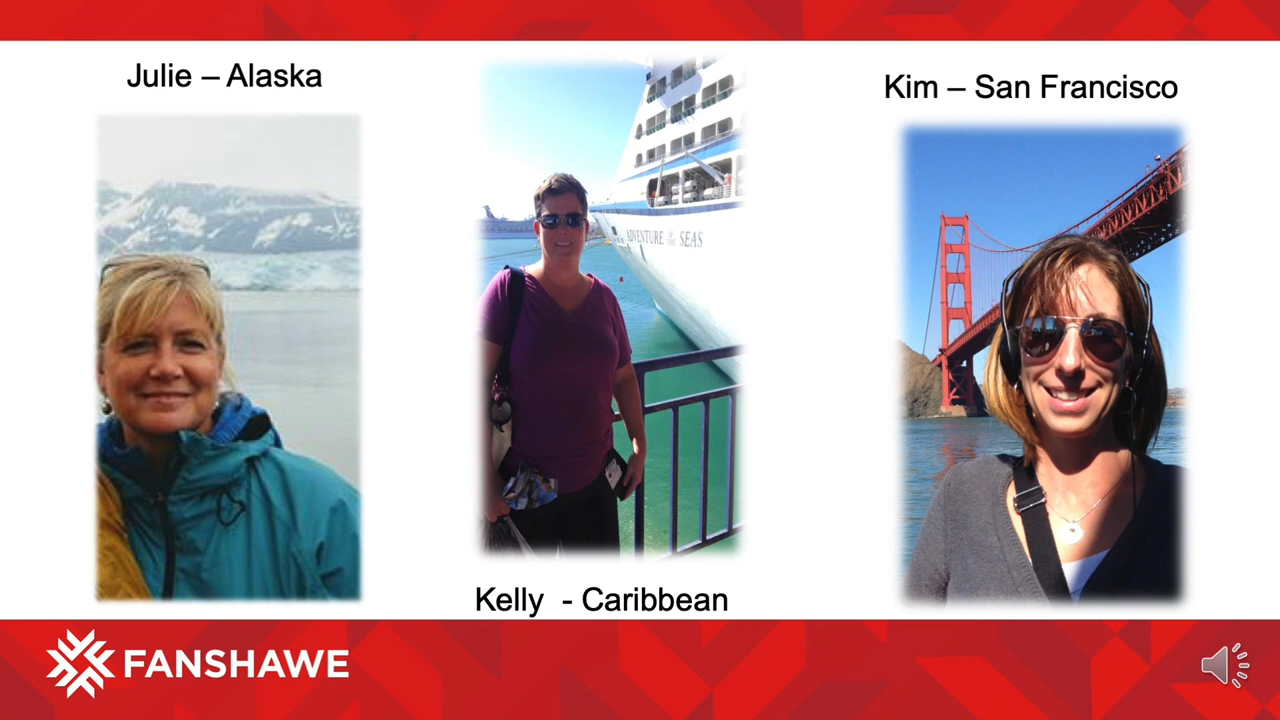 Julie – Alaska
Kim – San Francisco
ADVENTURE OF THE SEAS
Kelly  - Caribbean
FANSHAWE